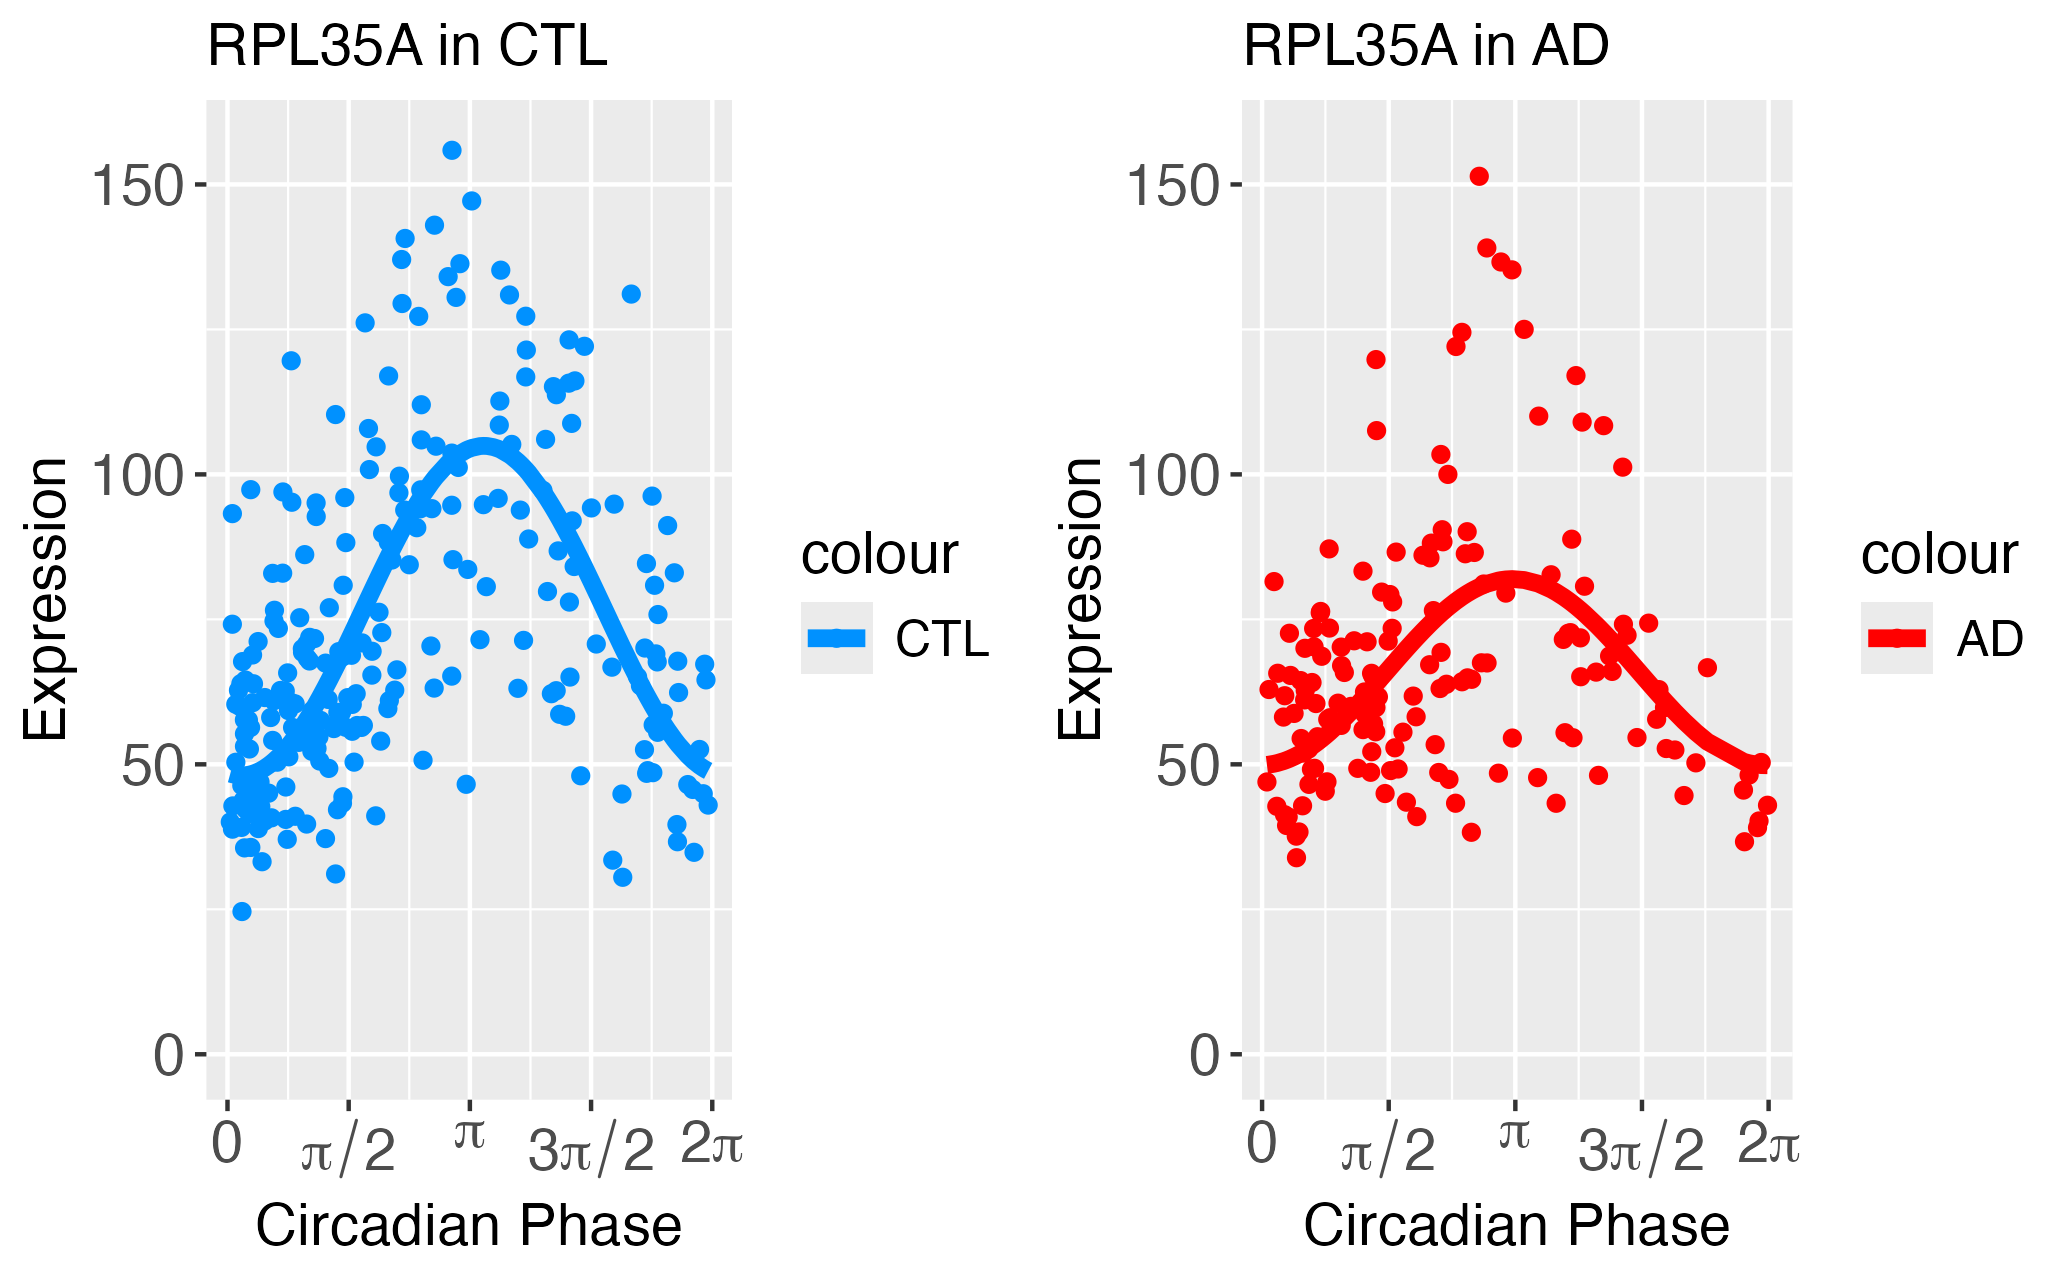 RPL35A in CTL
150
100
50
0
Expression
0 π/2 π 3π/2 2π
Circadian Phase
colour
CTL
RPL35A in AD
150
100
50
0
Expression
0 π/2 π 3π/2 2π
Circadian Phase
colour
AD